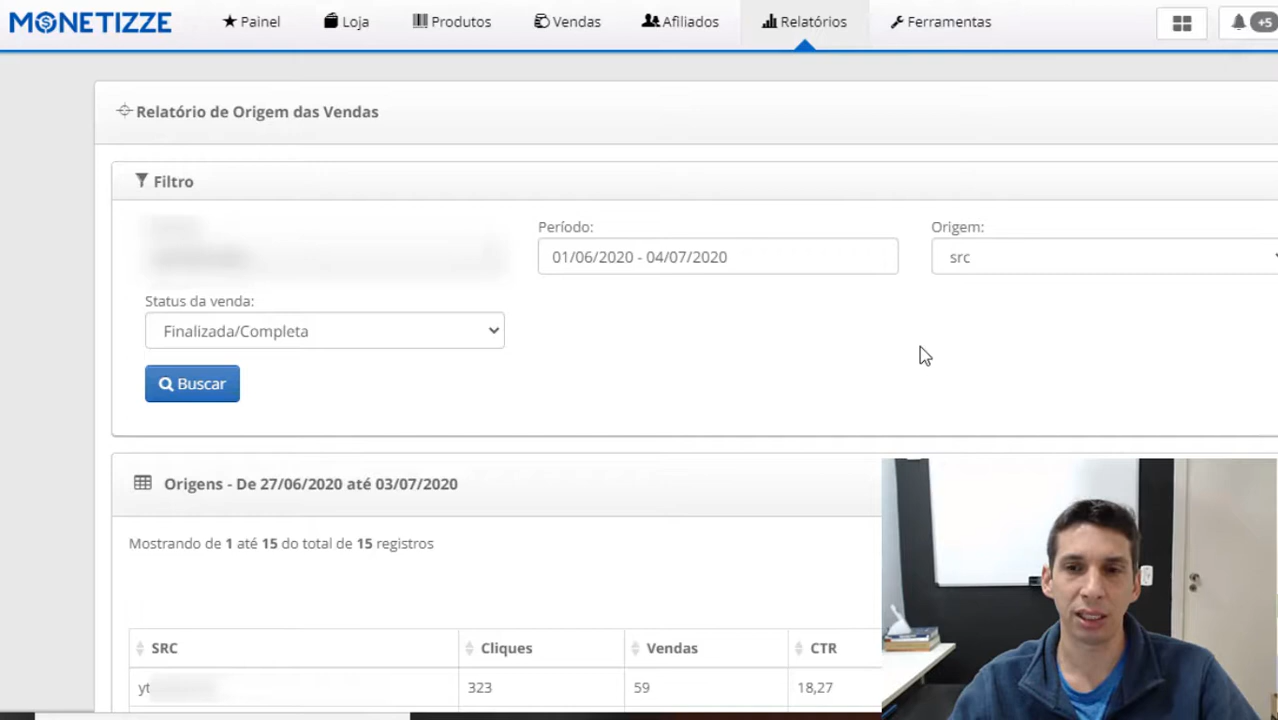 MONETIZZE Painel Loja Produtos Vendas Afiliados Relatórios Ferramentas +5
Relatório de Origem das Vendas
Filtro
Período: Origem:
01/06/2020 - 04/07/2020 src
Status da venda:
Finalizada/Completa
Buscar
Origens - De 27/06/2020 até 03/07/2020
Mostrando de 1 até 15 do total de 15 registros
SRC Cliques Vendas CTR
yt 323 59 18,27